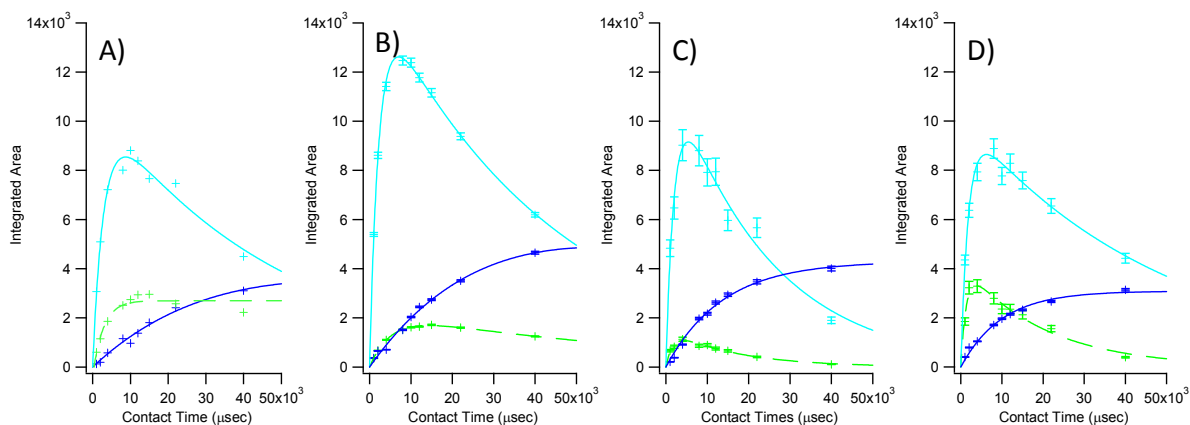 A)
14x10³
12
10
8
6
4
2
0
Integrated Area
0 10 20 30 40 50x10³
Contact Time (µsec)
B)
14x10³
12
10
8
6
4
2
0
Integrated Area
0 10 20 30 40 50x10³
Contact Time (µsec)
C)
14x10³
12
10
8
6
4
2
0
Integrated Area
0 10 20 30 40 50x10³
Contact Times (µsec)
D)
14x10³
12
10
8
6
4
2
0
Integrated Area
0 10 20 30 40 50x10³
Contact Time (µsec)